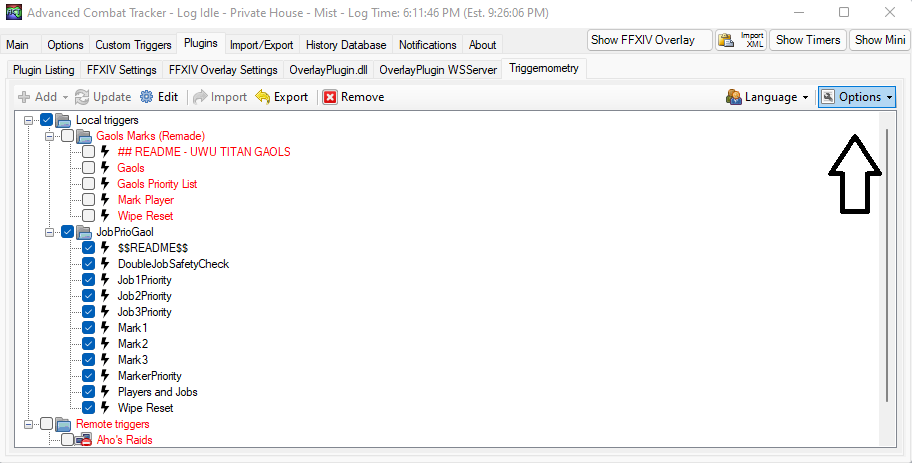 Advanced Combat Tracker - Log Idle - Private House - Mist - Log Time: 6:11:46 PM (Est. 9:26:06 PM)
Main Options Custom Triggers Plugins Import/Export History Database Notifications About Show FFXIV Overlay Import XML Show Timers Show Mini
Plugin Listing FFXIV Settings FFXIV Overlay Settings OverlayPlugin.dll OverlayPlugin WSServer Triggernometry
Add Update Edit Import Export Remove Language Options
Local triggers
Gaols Marks (Remade)
## README - UWU TITAN GAOLS
Gaols
Gaols Priority List
Mark Player
Wipe Reset
JobPrioGaol
$$README$$
DoubleJobSafetyCheck
Job1Priority
Job2Priority
Job3Priority
Mark1
Mark2
Mark3
MarkerPriority
Players and Jobs
Wipe Reset
Remote triggers
Aho's Raids